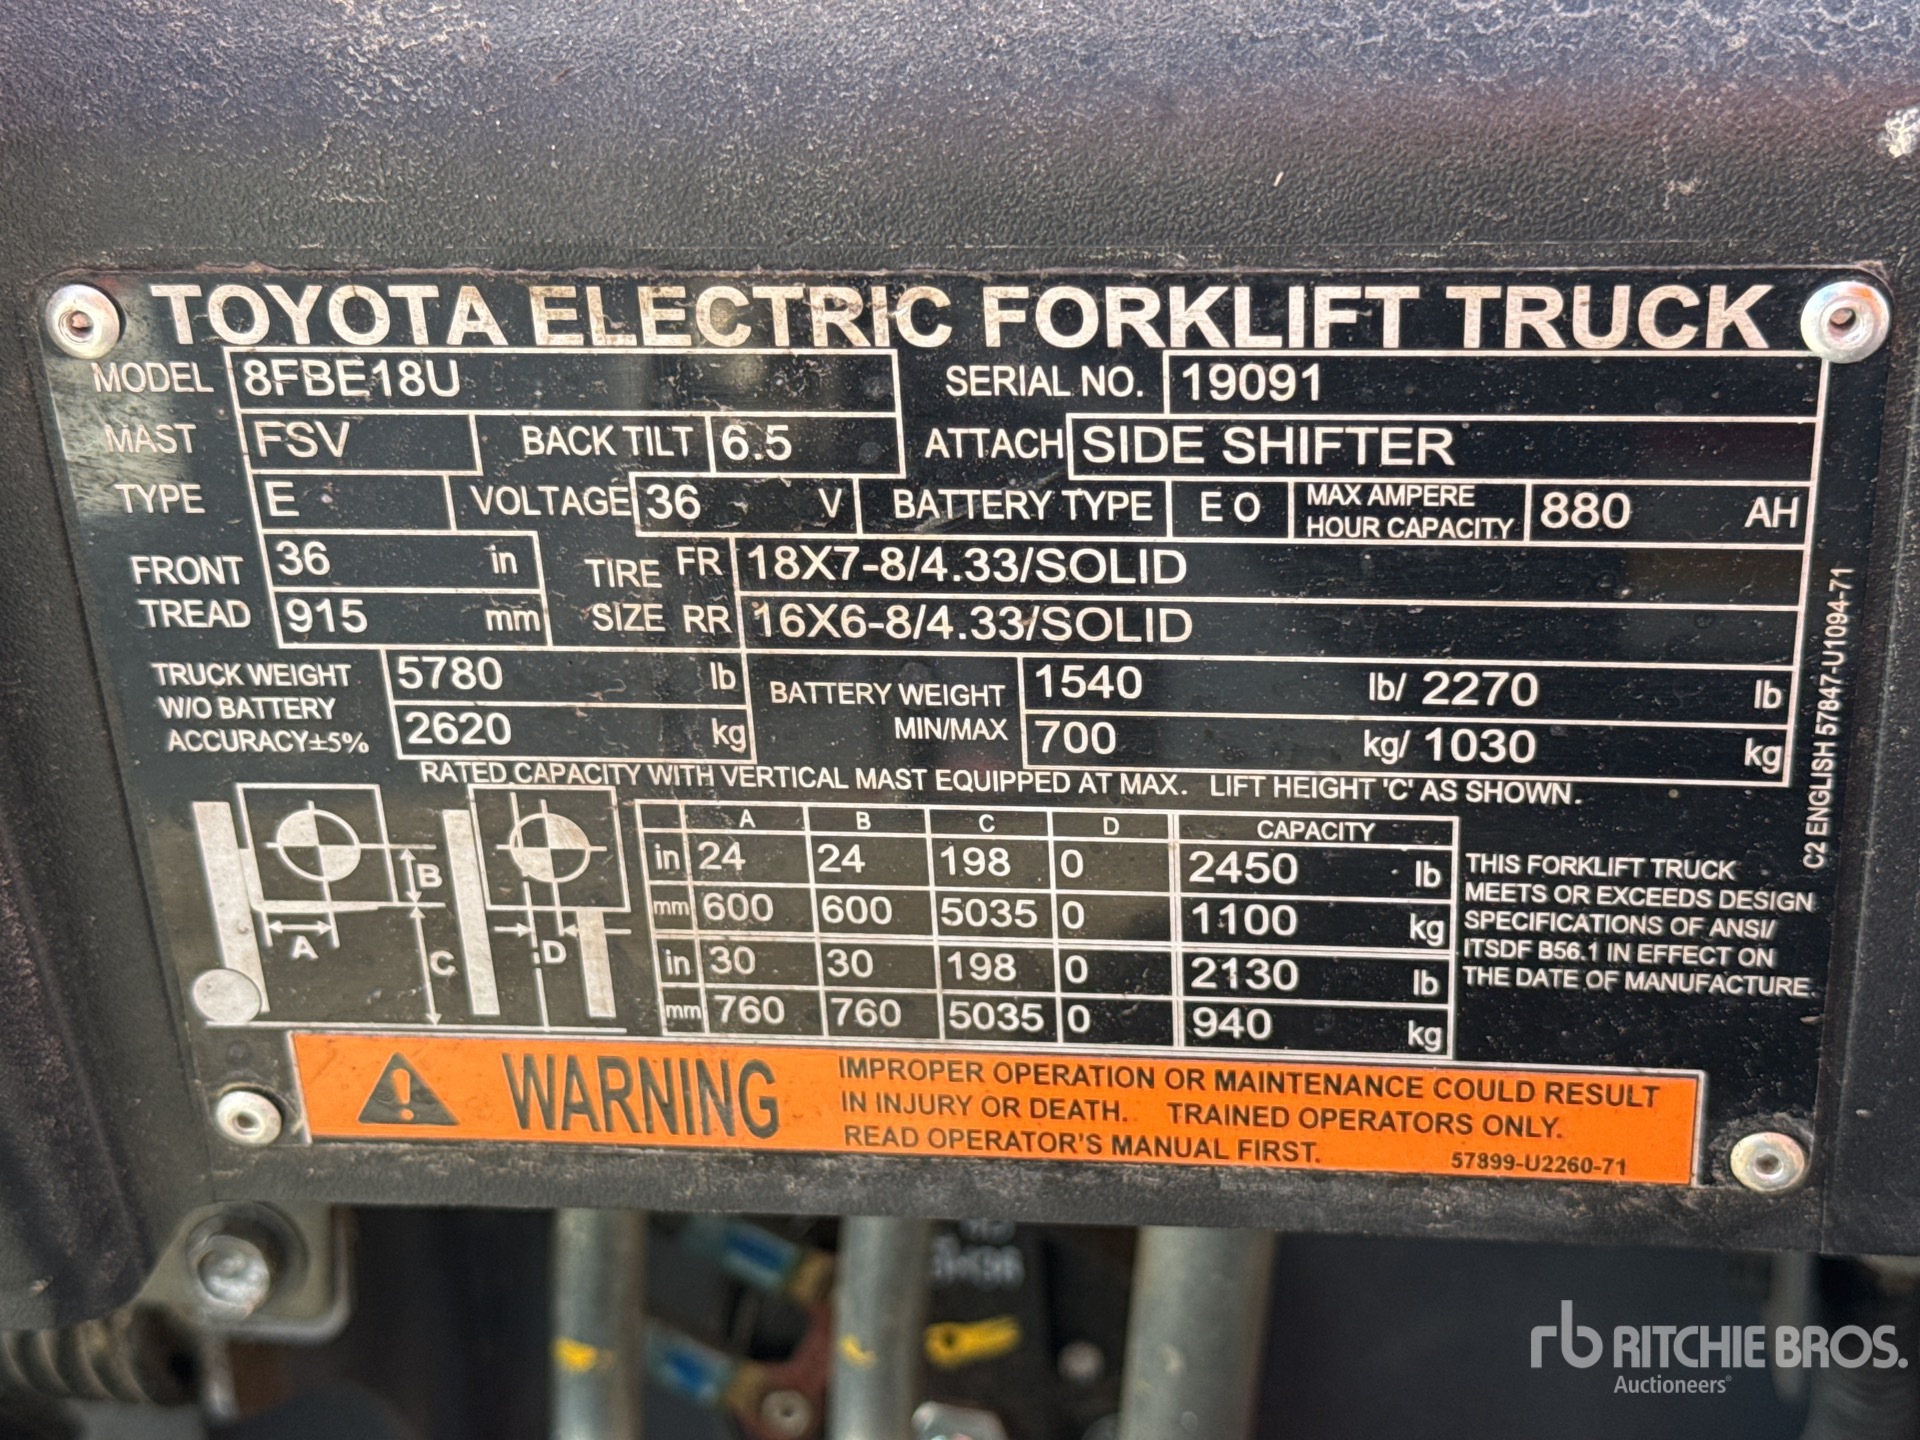 TOYOTA ELECTRIC FORKLIFT TRUCK
MODEL 8FBE18U SERIAL NO. 19091
MAST FSV BACK TILT 6.5 ATTACH SIDE SHIFTER
TYPE E VOLTAGE 36 V BATTERY TYPE E O MAX AMPERE HOUR CAPACITY 880 AH
FRONT TREAD 36 in TIRE SIZE FR 18X7-8/4.33/SOLID
915 mm RR 16X6-8/4.33/SOLID
TRUCK WEIGHT 5780 lb BATTERY WEIGHT 1540 lb/ 2270 lb
W/O BATTERY
ACCURACY±5% 2620 kg MIN/MAX 700 kg/ 1030 kg
RATED CAPACITY WITH VERTICAL MAST EQUIPPED AT MAX. LIFT HEIGHT 'C' AS SHOWN.
A B C D CAPACITY
in 24 24 198 0 2450 lb
mm 600 600 5035 0 1100 kg
in 30 30 198 0 2130 lb
mm 760 760 5035 0 940 kg
B
A
C
D
THIS FORKLIFT TRUCK
MEETS OR EXCEEDS DESIGN
SPECIFICATIONS OF ANSI/
ITSDF B56.1 IN EFFECT ON
THE DATE OF MANUFACTURE.
C2 ENGLISH 57847-U1094-71
WARNING
IMPROPER OPERATION OR MAINTENANCE COULD RESULT
IN INJURY OR DEATH. TRAINED OPERATORS ONLY.
READ OPERATOR'S MANUAL FIRST.
57899-U2260-71
rb RITCHIE BROS.
Auctioneers